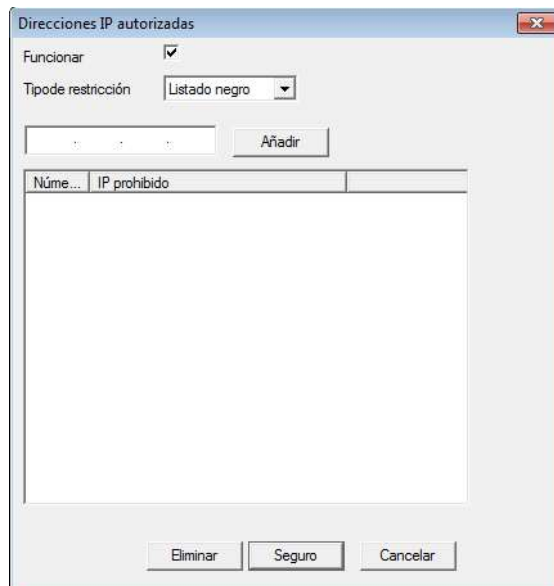 Direcciones IP autorizadas
Funcionar
Tipode restricción Listado negro
. . . Añadir
Núme... IP prohibido
Eliminar Seguro Cancelar